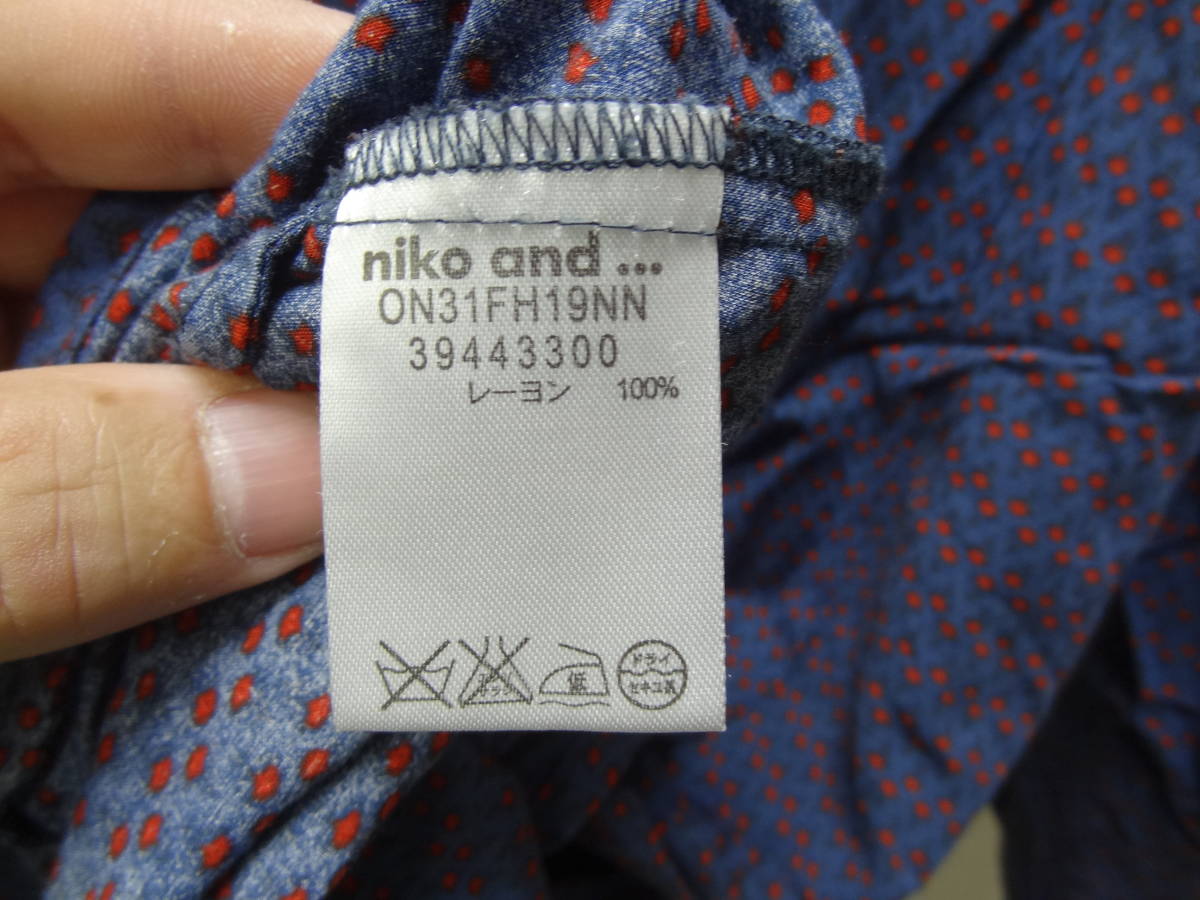 niko and ...
ON31FH19NN
39443300
レーヨン 100%
低 ドライ
セキユ系